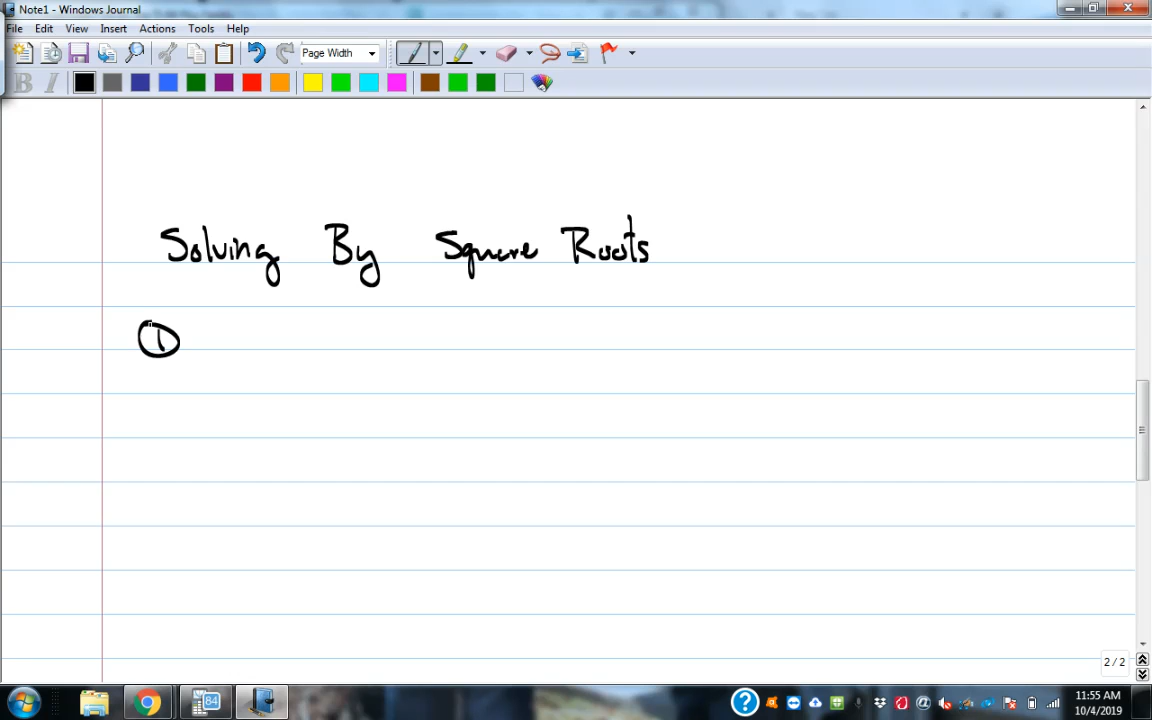 Note1 - Windows Journal
File Edit View Insert Actions Tools Help
Page Width
B I
Solving By Square Roots
①
2 / 2
84
11:55 AM
10/4/2019